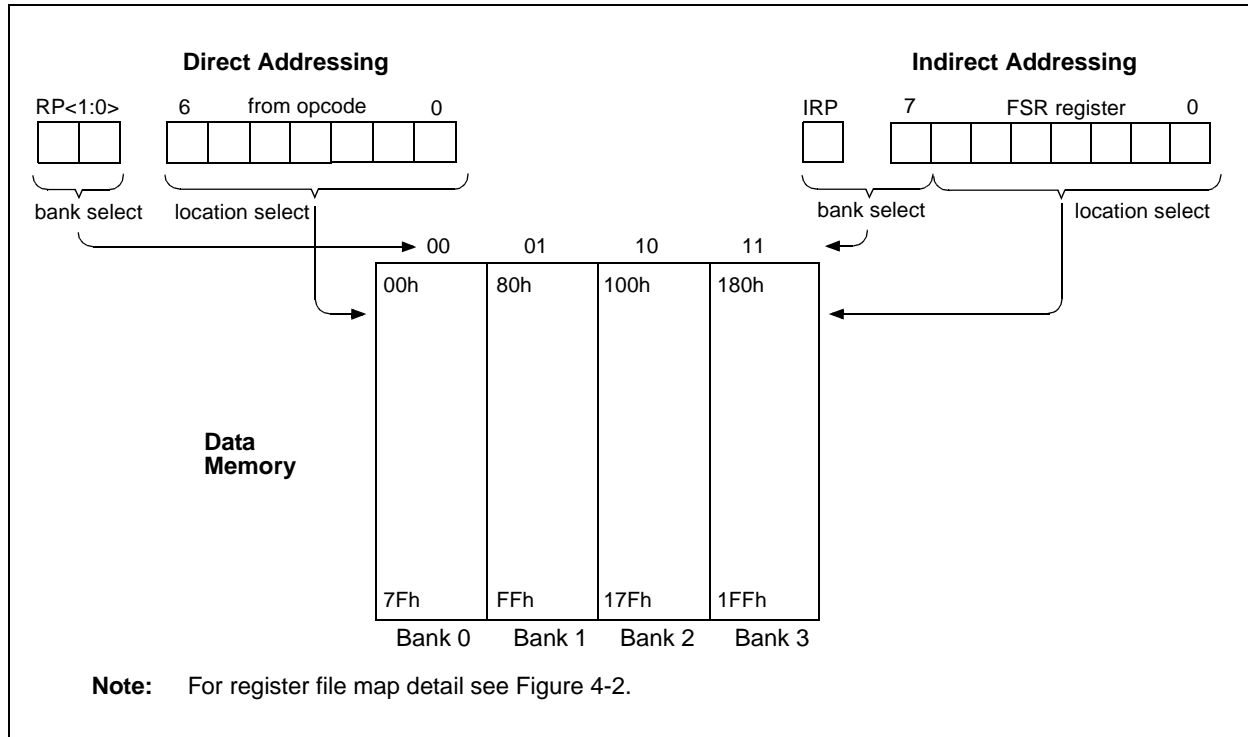 Direct Addressing
Indirect Addressing
RP<1:0> 6 from opcode 0
IRP 7 FSR register 0
bank select location select
bank select location select
00 01 10 11
00h 80h 100h 180h
Data
Memory
7Fh FFh 17Fh 1FFh
Bank 0 Bank 1 Bank 2 Bank 3
Note: For register file map detail see Figure 4-2.